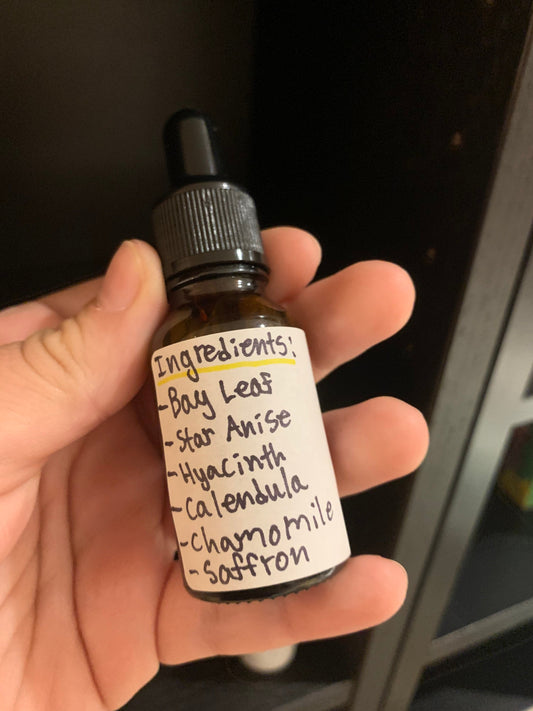 Ingredients:
-Bay Leaf
-Star Anise
-Hyacinth
-Calendula
-Chamomile
-Saffron